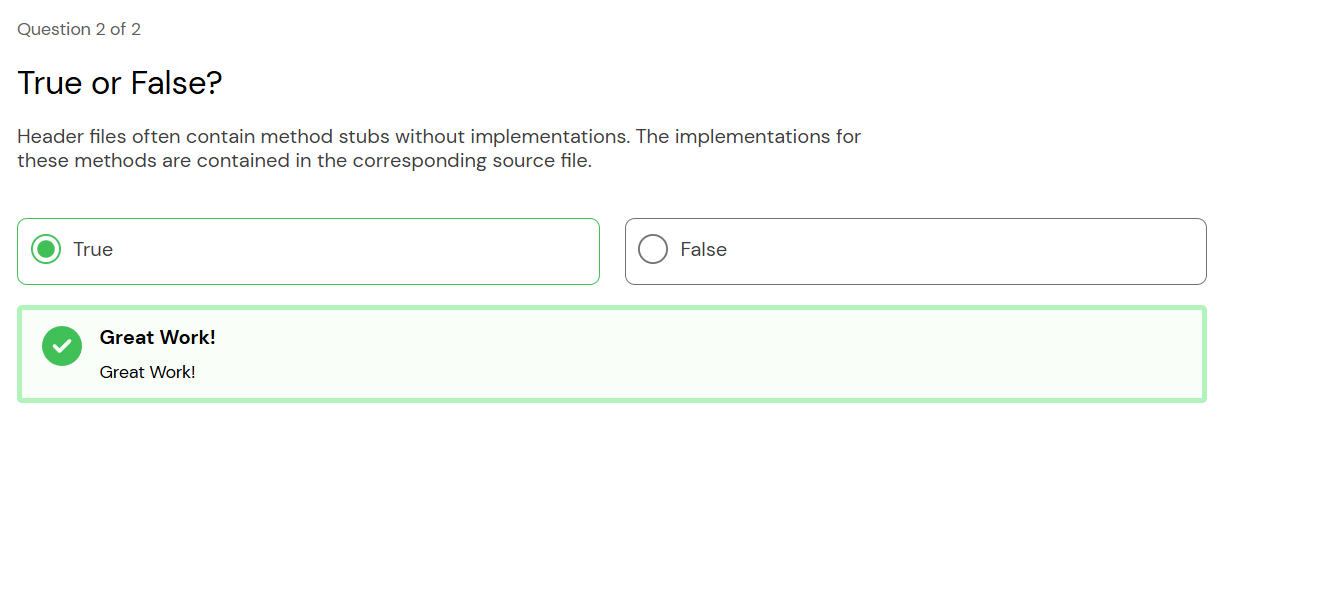 Question 2 of 2
True or False?
Header files often contain method stubs without implementations. The implementations for
these methods are contained in the corresponding source file.
True
False
Great Work!
Great Work!